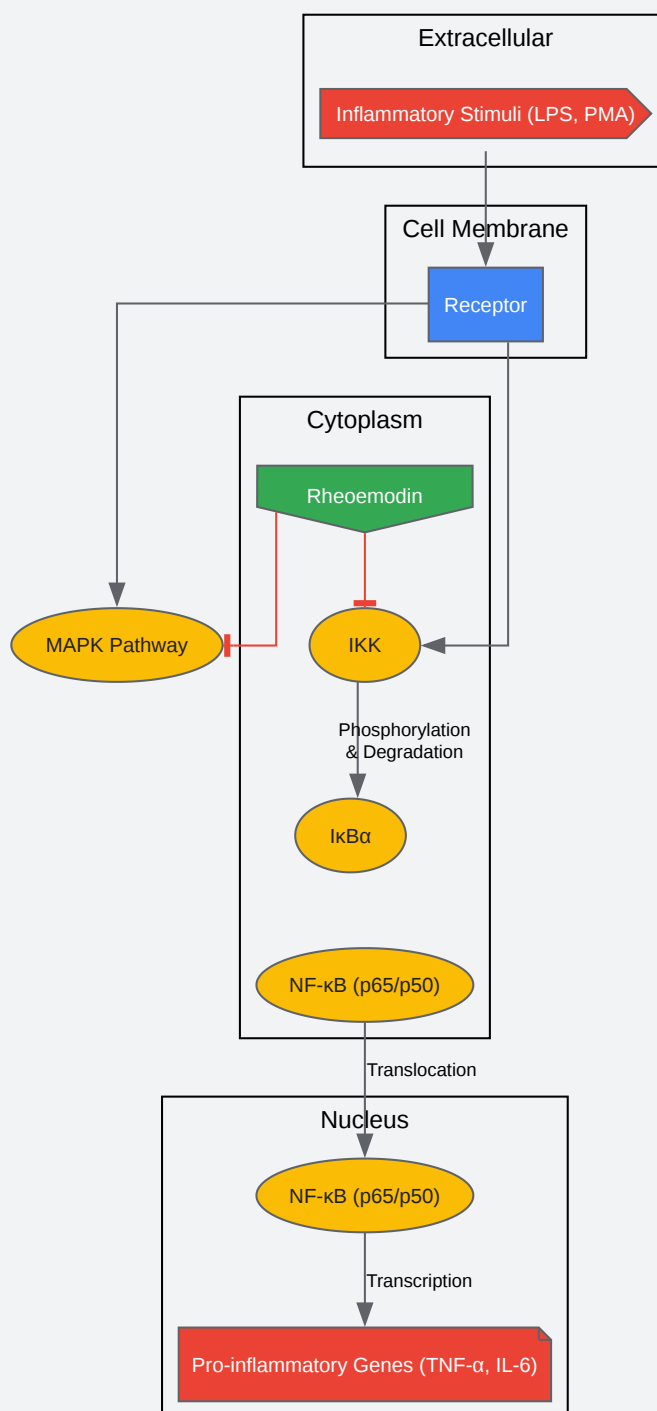 Extracellular
Inflammatory Stimuli (LPS, PMA)
Cell Membrane
Receptor
Cytoplasm
Rheoemodin
MAPK Pathway
IKK
Phosphorylation
& Degradation
IκBα
NF-κB (p65/p50)
Translocation
Nucleus
NF-κB (p65/p50)
Transcription
Pro-inflammatory Genes (TNF-α, IL-6)